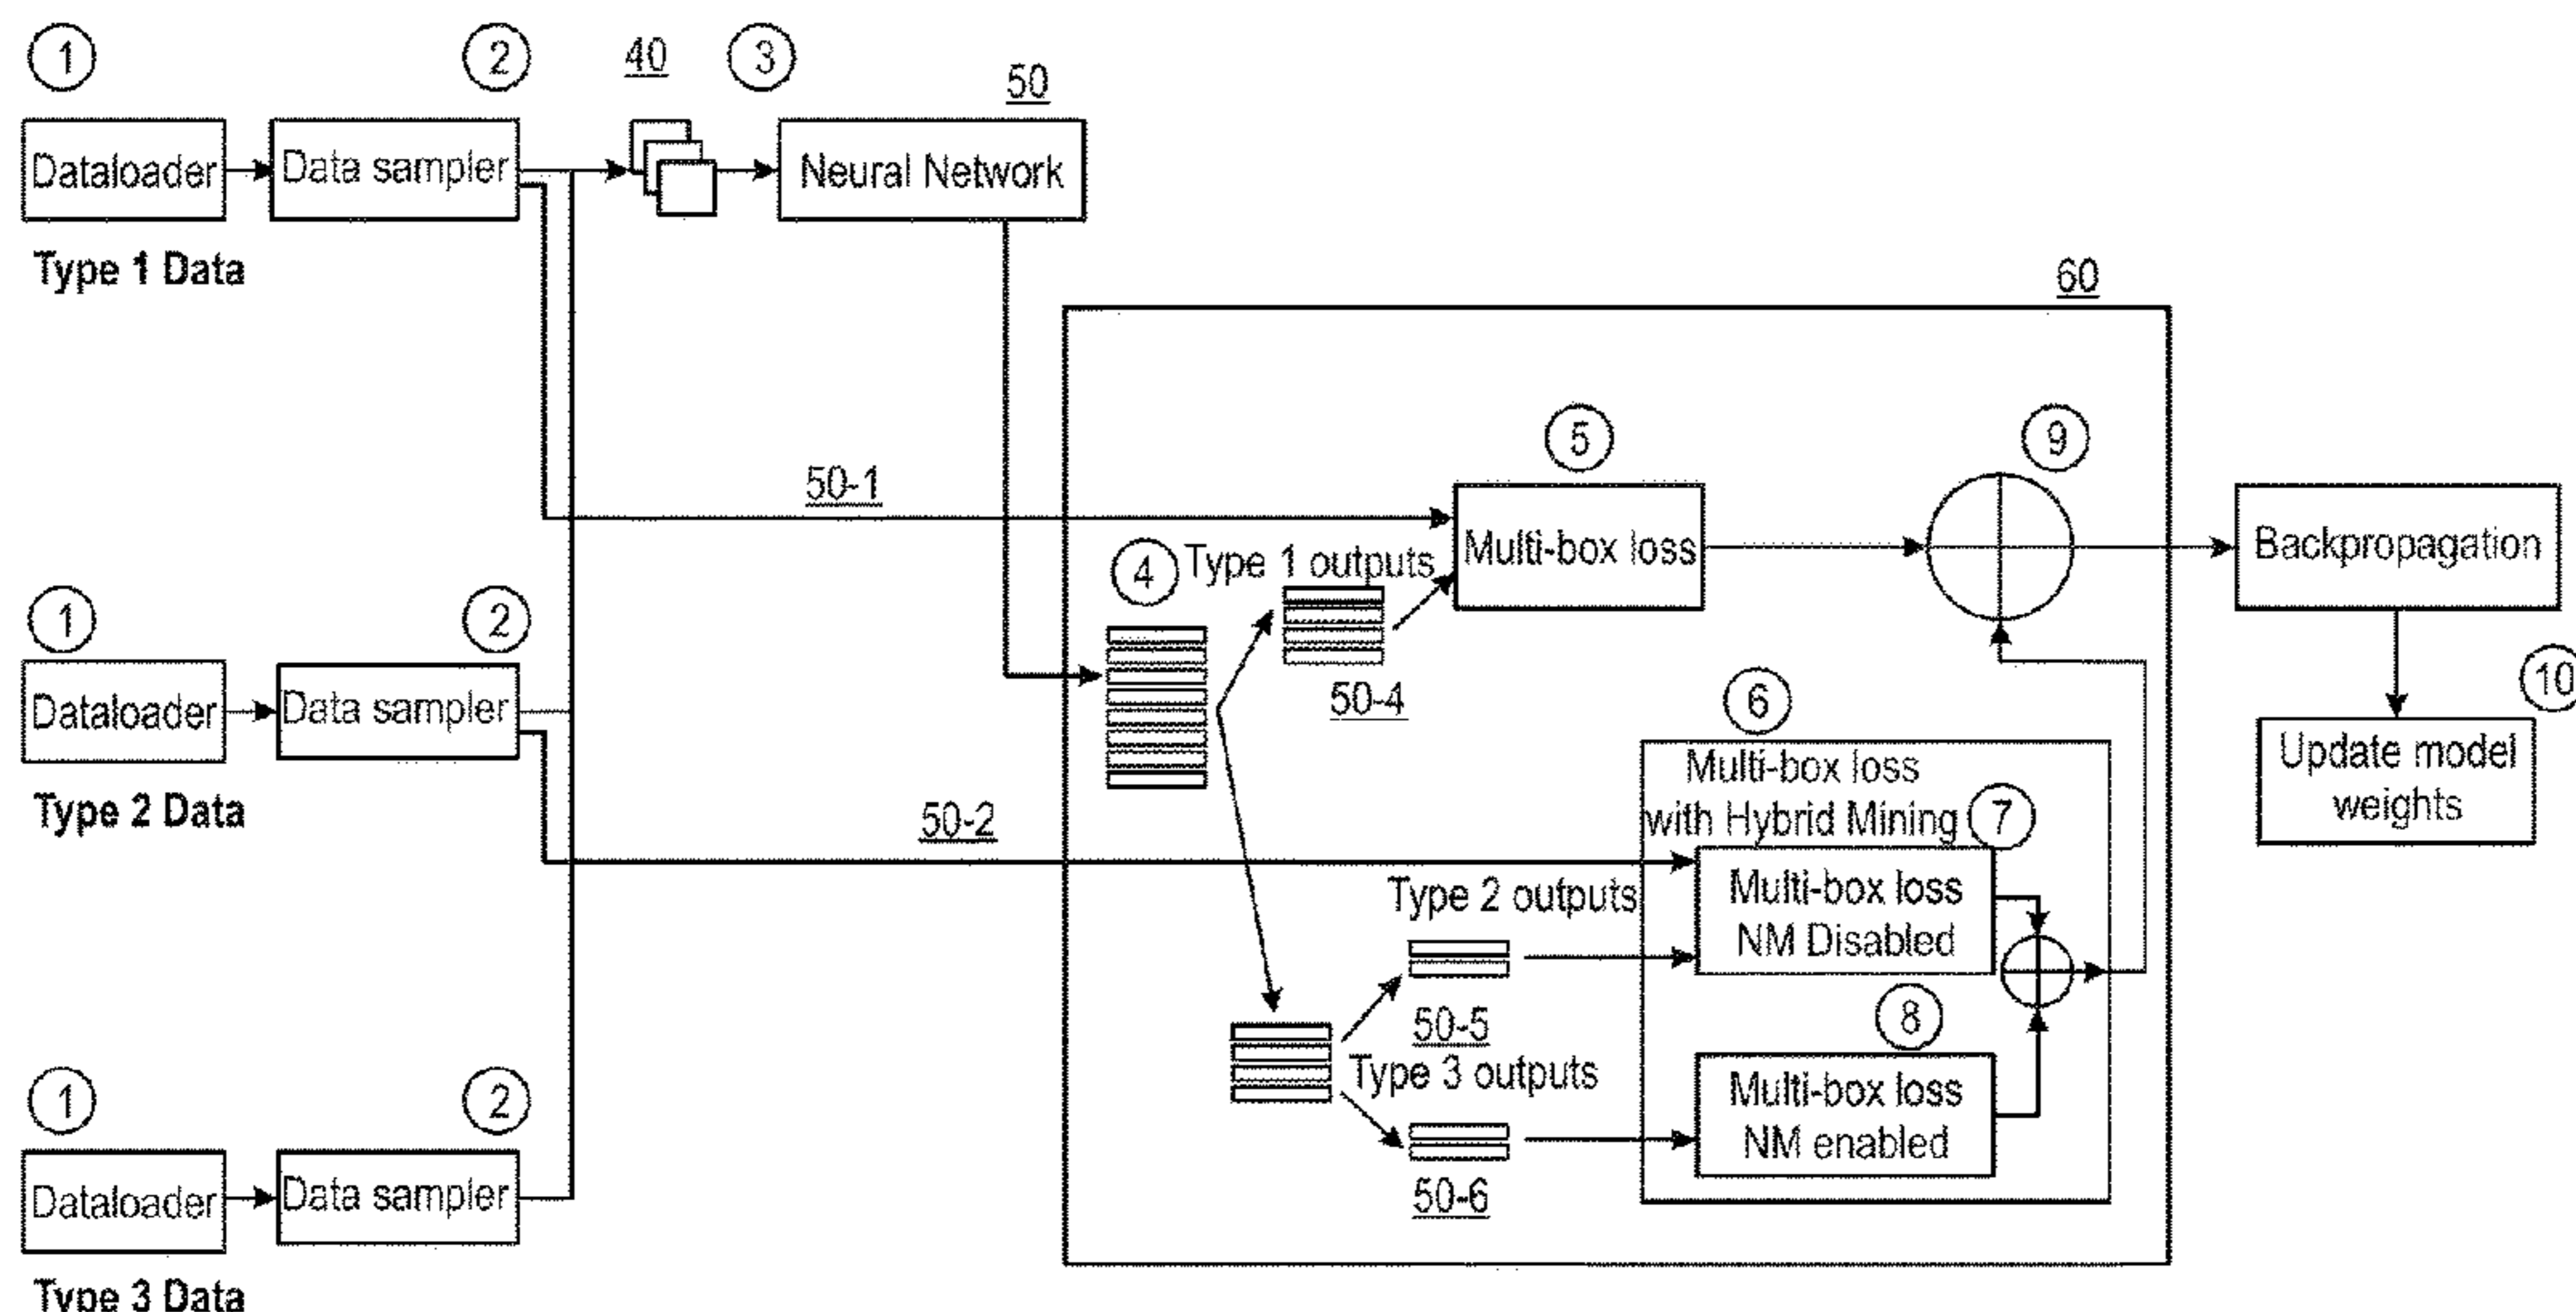 1
2
40
3
50
Dataloader
Data sampler
Neural Network
Type 1 Data
60
5
9
50-1
Multi-box loss
Backpropagation
4
Type 1 outputs
50-4
1
2
Dataloader
Data sampler
Type 2 Data
50-2
10
Update model
weights
6
Multi-box loss
with Hybrid Mining
7
Type 2 outputs
Multi-box loss
NM Disabled
50-5
8
Type 3 outputs
Multi-box loss
NM enabled
50-6
1
2
Dataloader
Data sampler
Type 3 Data